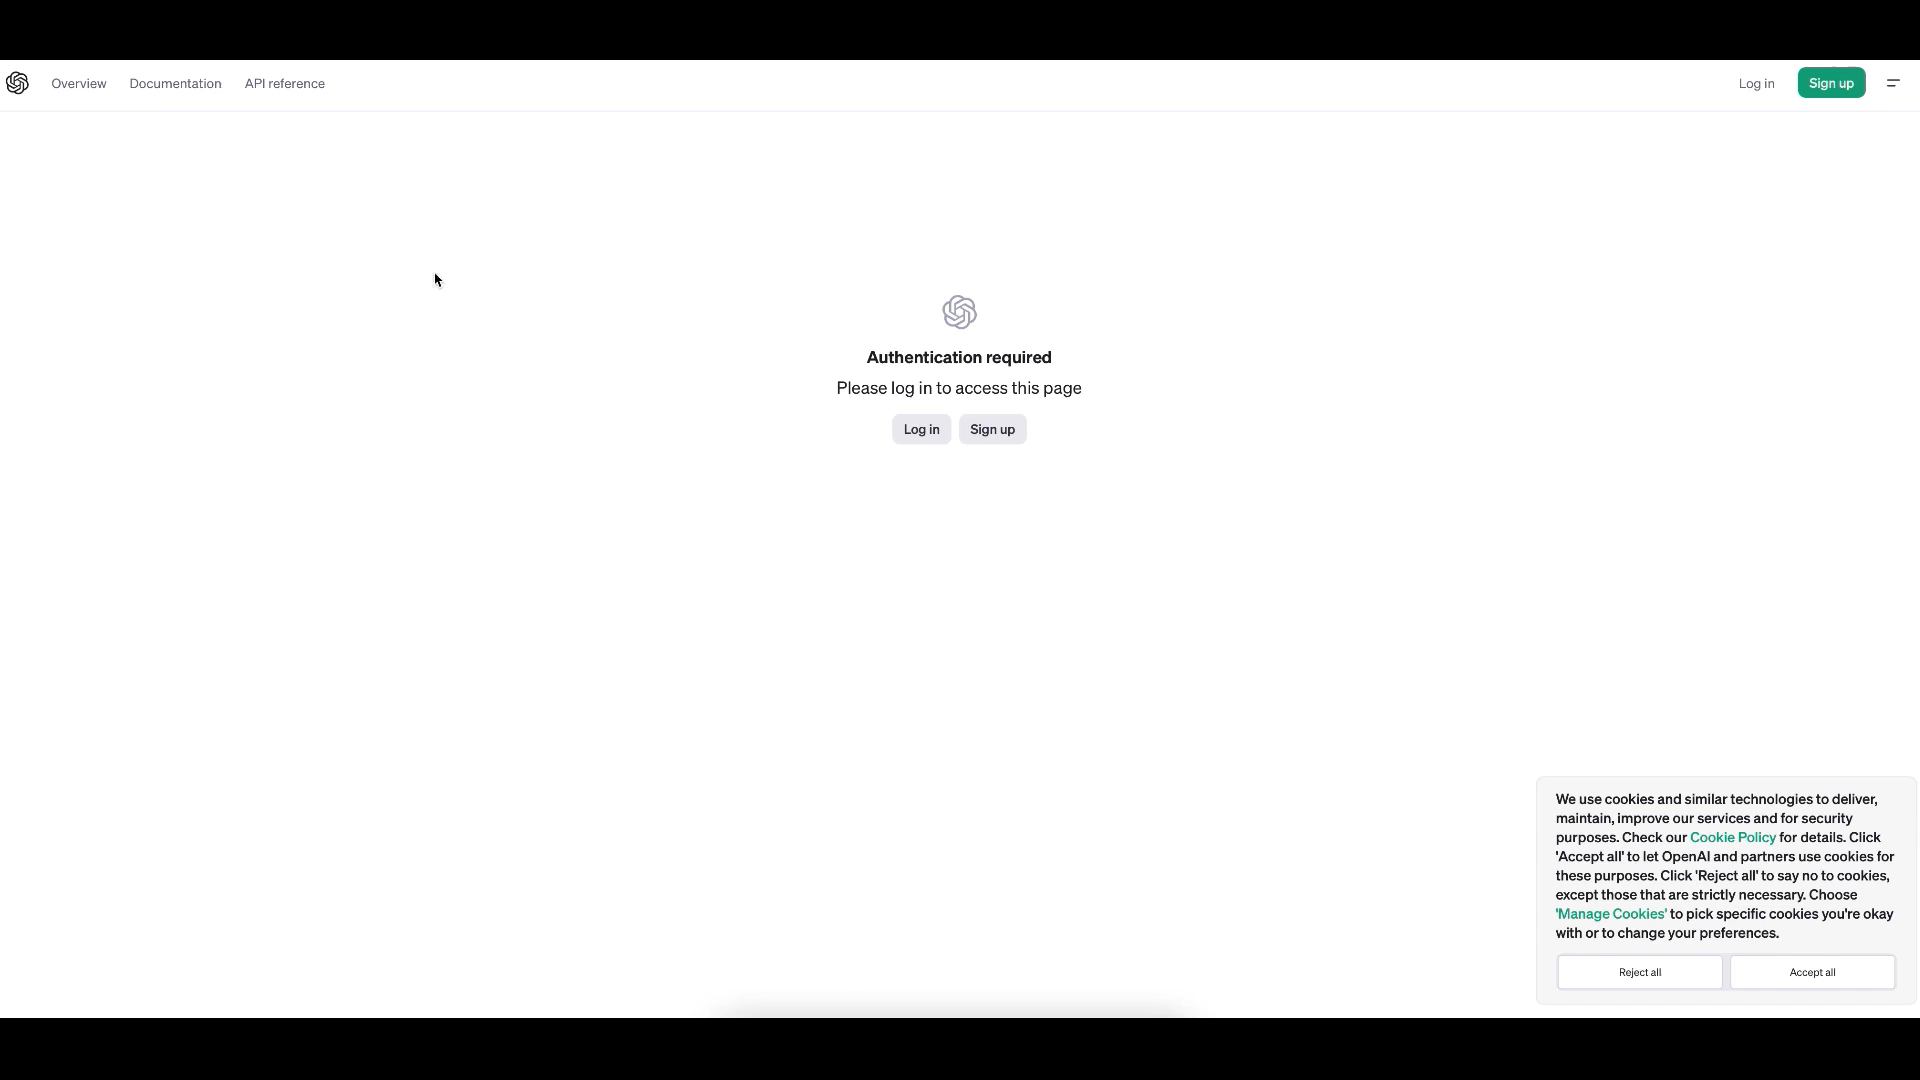 Overview Documentation API reference Log in Sign up
Authentication required
Please log in to access this page
Log in Sign up
We use cookies and similar technologies to deliver,
maintain, improve our services and for security
purposes. Check our Cookie Policy for details. Click
'Accept all' to let OpenAI and partners use cookies for
these purposes. Click 'Reject all' to say no to cookies,
except those that are strictly necessary. Choose
'Manage Cookies' to pick specific cookies you're okay
with or to change your preferences.
Reject all Accept all